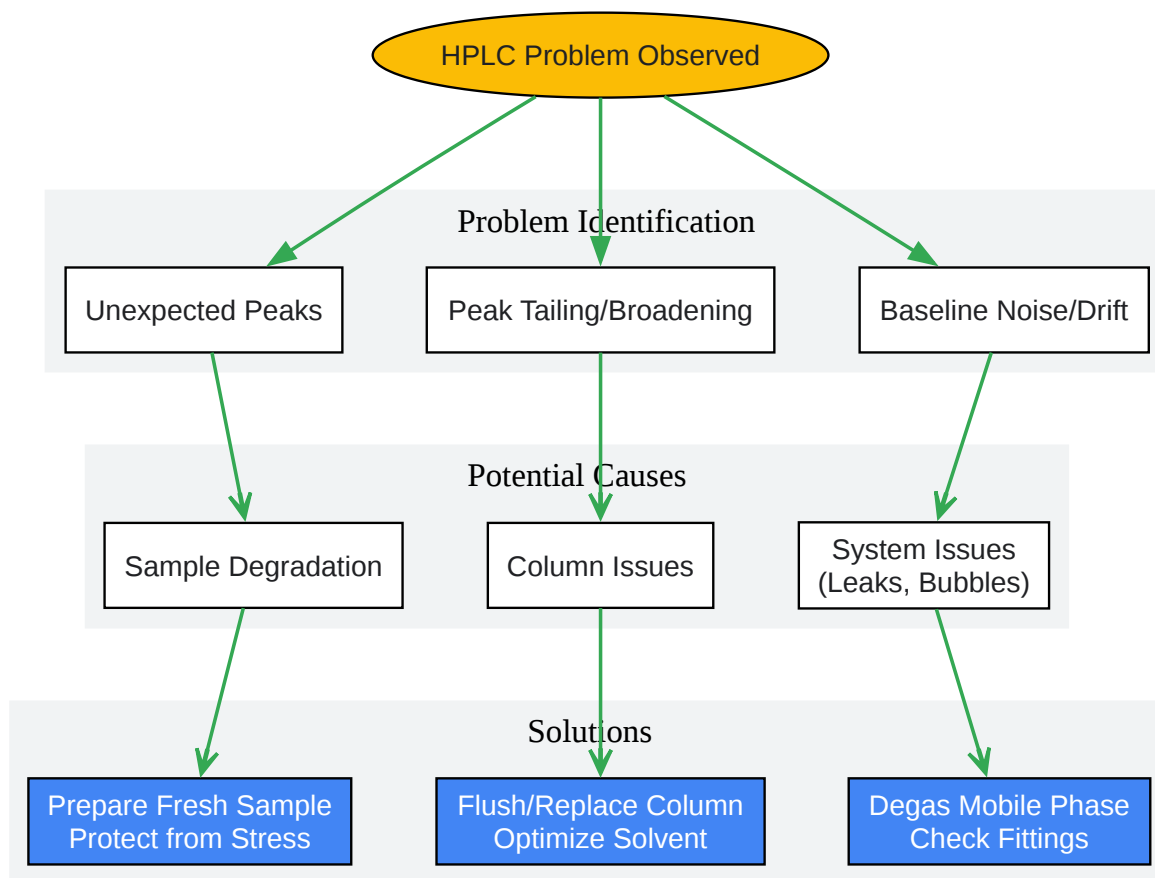 HPLC Problem Observed
Problem Identification
Unexpected Peaks
Peak Tailing/Broadening
Baseline Noise/Drift
Potential Causes
Sample Degradation
Column Issues
System Issues
(Leaks, Bubbles)
Solutions
Prepare Fresh Sample
Protect from Stress
Flush/Replace Column
Optimize Solvent
Degas Mobile Phase
Check Fittings